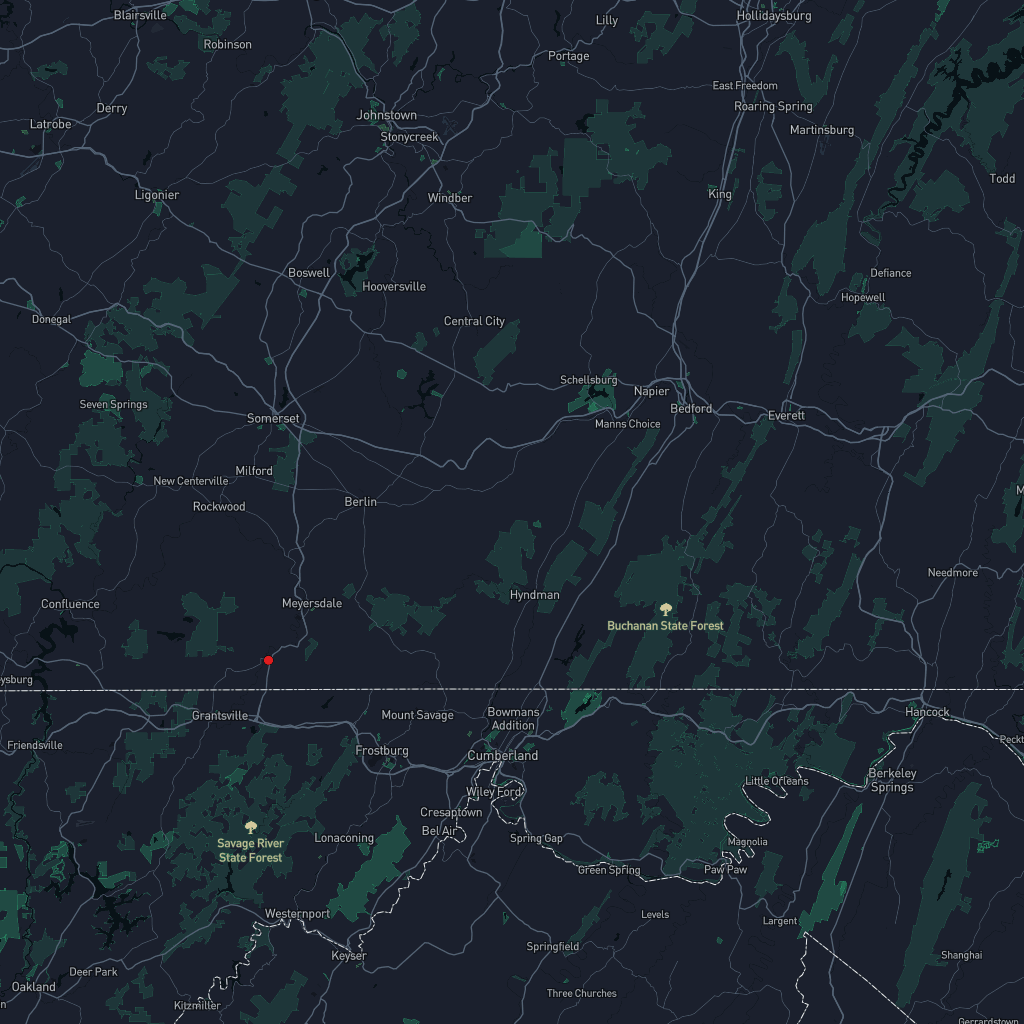 Blairsville
Robinson
Lilly
Hollidaysburg
Portage
East Freedom
Roaring Spring
Derry
Latrobe
Johnstown
Stonycreek
Martinsburg
Todd
Ligonier
Windber
King
Boswell
Hooversville
Defiance
Hopewell
Donegal
Central City
Schellsburg
Napier
Seven Springs
Bedford
Everett
Somerset
Manns Choice
Milford
New Centerville
M
Rockwood
Berlin
Needmore
Confluence
Meyersdale
Hyndman
Buchanan State Forest
eysburg
Grantsville
Mount Savage
Bowmans
Addition
Hancock
Friendsville
Frostburg
Cumberland
Peckt
Little Orleans
Berkeley
Springs
Wiley Ford
Cresaptown
Bel Air
Savage River
State Forest
Lonaconing
Spring Gap
Magnolia
Green Spring
Paw Paw
Westernport
Levels
Largent
Keyser
Springfield
Shanghai
Deer Park
Oakland
Three Churches
Kitzmiller
n
Gerrardstown